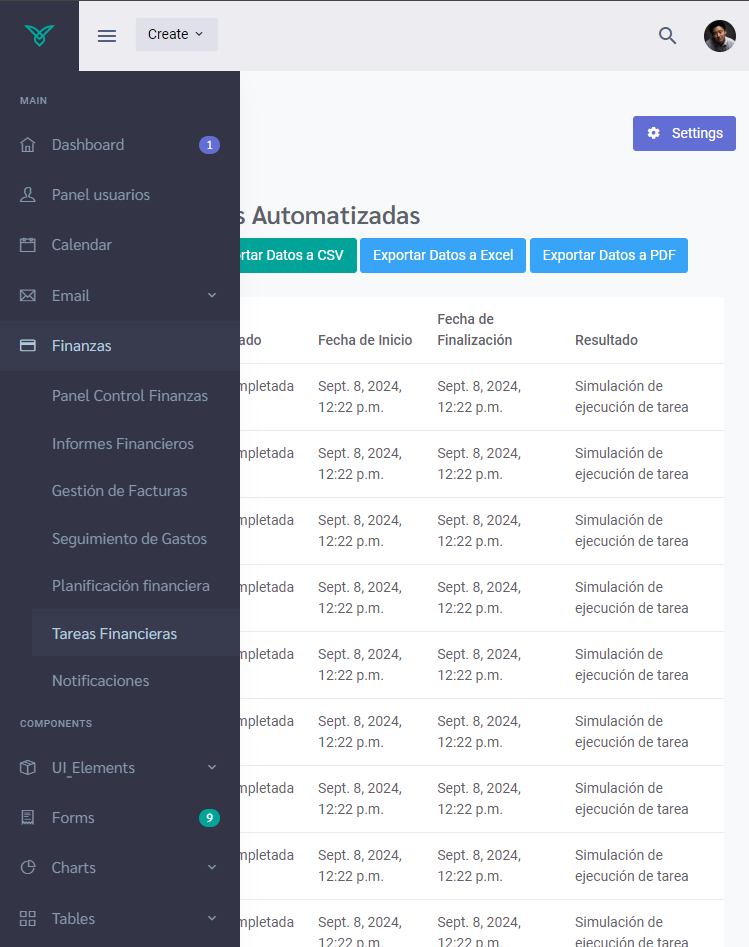 Create
MAIN
Dashboard 1
Panel usuarios
Calendar
Email
Finanzas
Panel Control Finanzas
Informes Financieros
Gestión de Facturas
Seguimiento de Gastos
Planificación financiera
Tareas Financieras
Notificaciones
COMPONENTS
UI_Elements
Forms 9
Charts
Tables
Settings
s Automatizadas
rtar Datos a CSV
Exportar Datos a Excel
Exportar Datos a PDF
ado
Fecha de Inicio
Fecha de
Finalización
Resultado
mpletada
Sept. 8, 2024,
12:22 p.m.
Sept. 8, 2024,
12:22 p.m.
Simulación de
ejecución de tarea
mpletada
Sept. 8, 2024,
12:22 p.m.
Sept. 8, 2024,
12:22 p.m.
Simulación de
ejecución de tarea
mpletada
Sept. 8, 2024,
12:22 p.m.
Sept. 8, 2024,
12:22 p.m.
Simulación de
ejecución de tarea
mpletada
Sept. 8, 2024,
12:22 p.m.
Sept. 8, 2024,
12:22 p.m.
Simulación de
ejecución de tarea
mpletada
Sept. 8, 2024,
12:22 p.m.
Sept. 8, 2024,
12:22 p.m.
Simulación de
ejecución de tarea
mpletada
Sept. 8, 2024,
12:22 p.m.
Sept. 8, 2024,
12:22 p.m.
Simulación de
ejecución de tarea
mpletada
Sept. 8, 2024,
12:22 p.m.
Sept. 8, 2024,
12:22 p.m.
Simulación de
ejecución de tarea
mpletada
Sept. 8, 2024,
12:22 p.m.
Sept. 8, 2024,
12:22 p.m.
Simulación de
ejecución de tarea
mpletada
Sept. 8, 2024,
12:22 p.m.
Sept. 8, 2024,
12:22 p.m.
Simulación de
ejecución de tarea